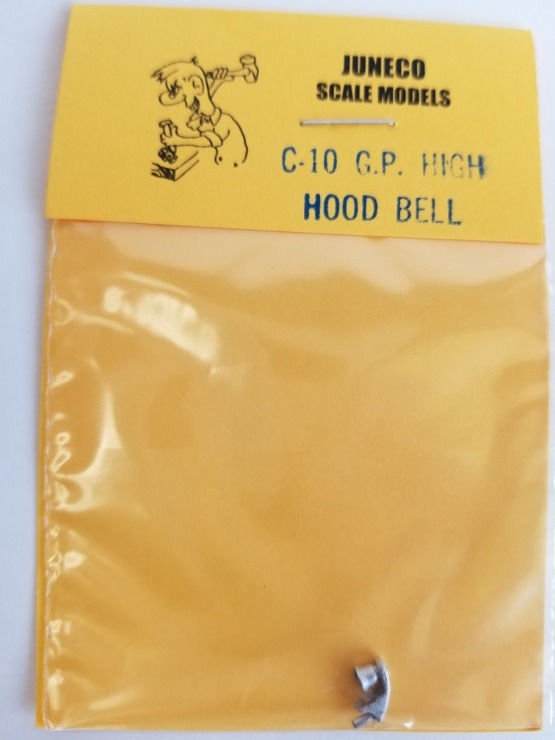 JUNECO
SCALE MODELS
C-10 G.P. HIGH
HOOD BELL